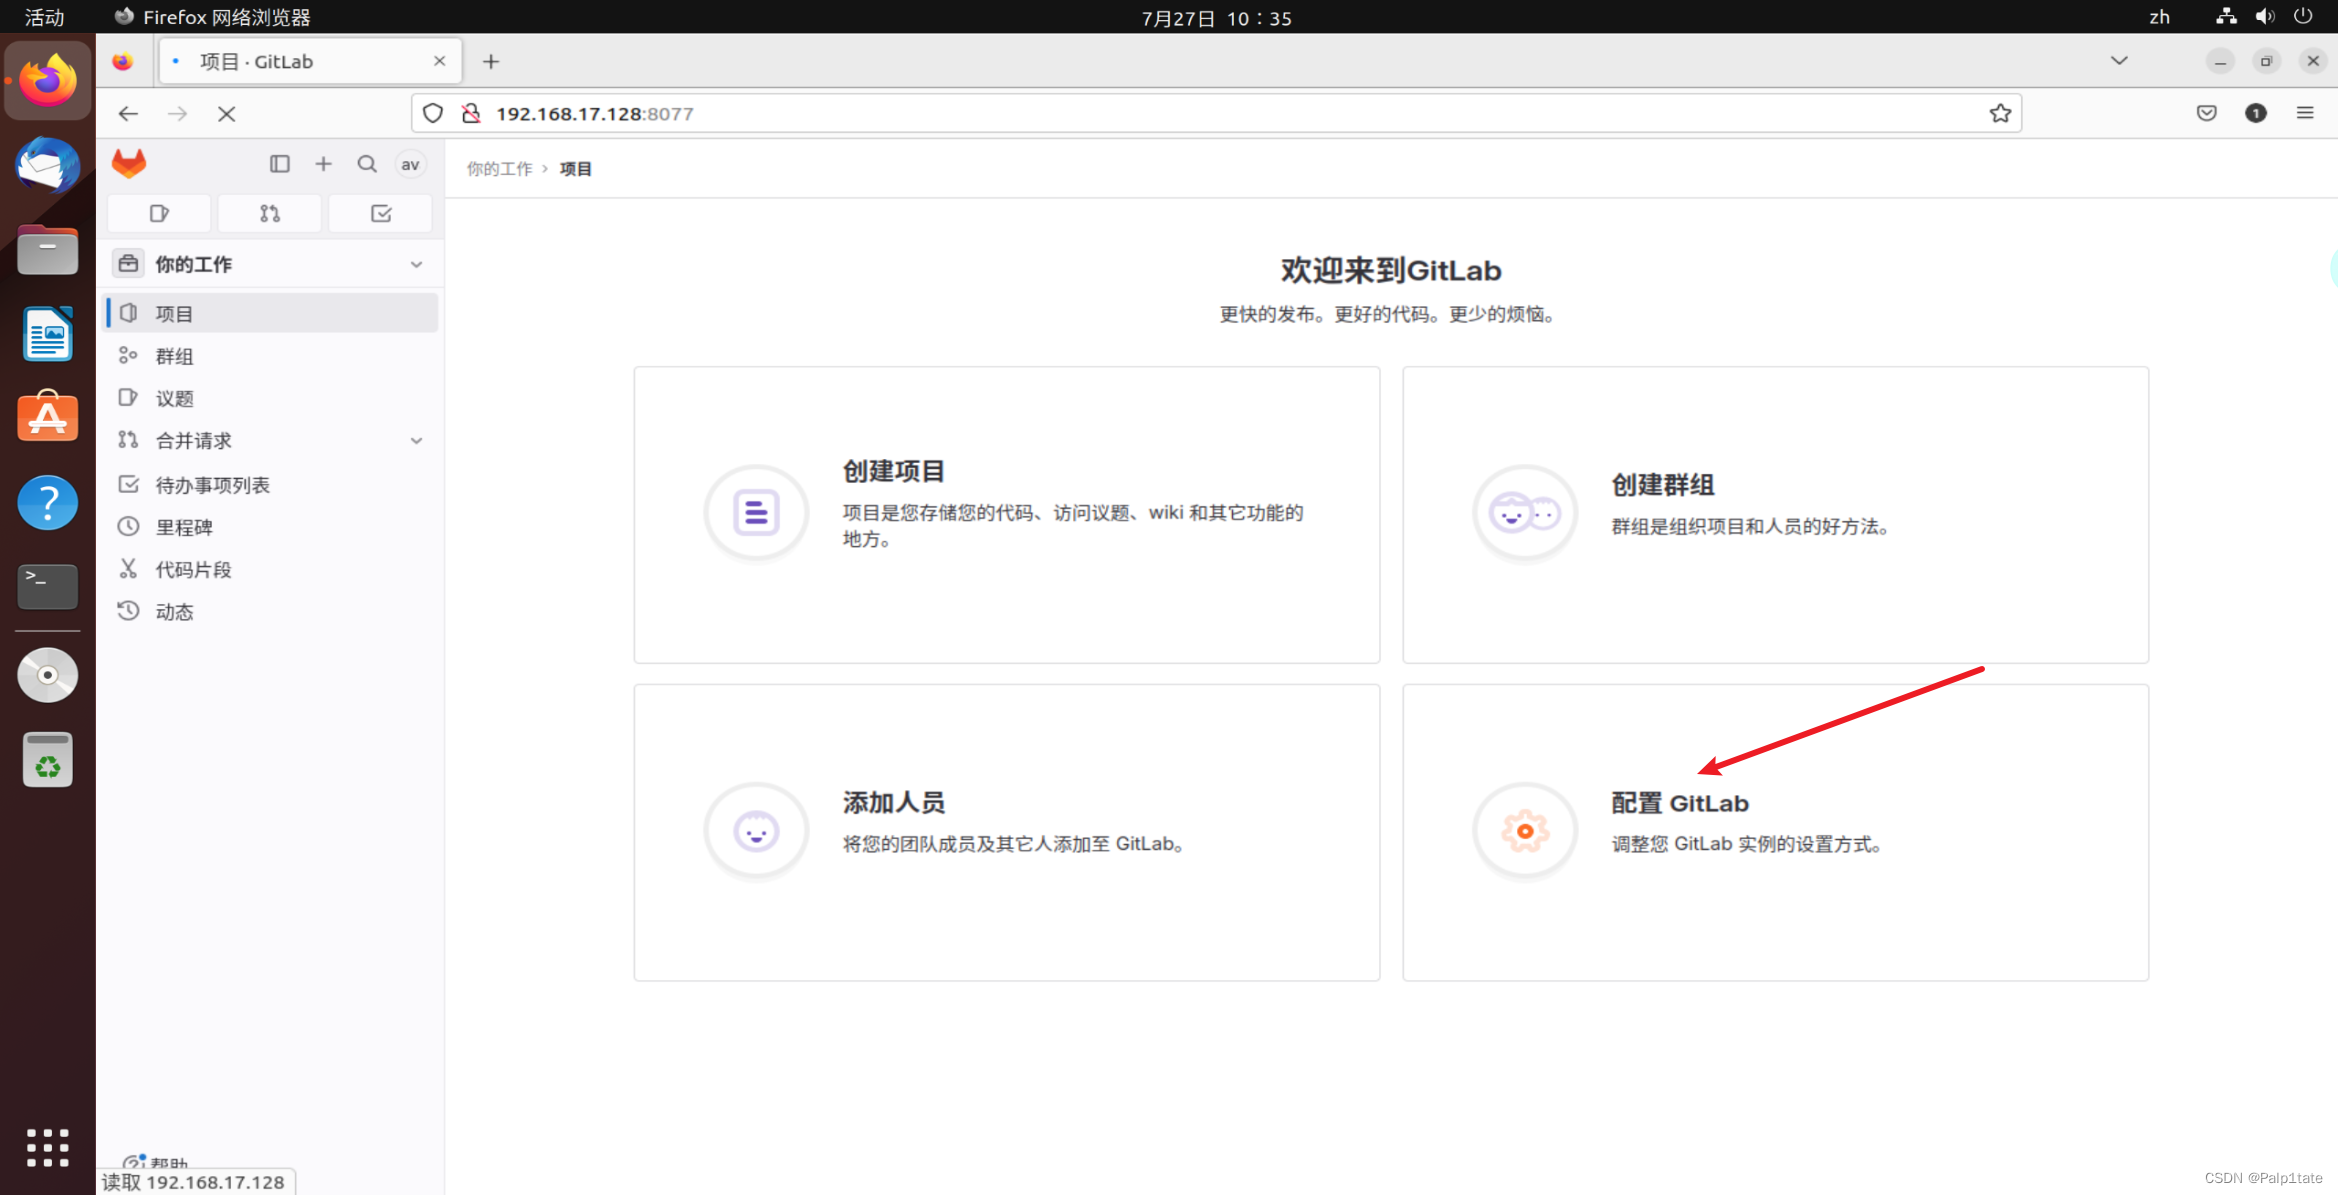 活动
Firefox 网络浏览器
7月27日 10：35
zh
项目 · GitLab
192.168.17.128:8077
1
av
你的工作 › 项目
你的工作
项目
群组
议题
合并请求
待办事项列表
里程碑
代码片段
动态
帮助
读取 192.168.17.128
欢迎来到GitLab
更快的发布。更好的代码。更少的烦恼。
创建项目
项目是您存储您的代码、访问议题、wiki 和其它功能的
地方。
创建群组
群组是组织项目和人员的好方法。
添加人员
将您的团队成员及其它人添加至 GitLab。
配置 GitLab
调整您 GitLab 实例的设置方式。
CSDN @Palp1tate